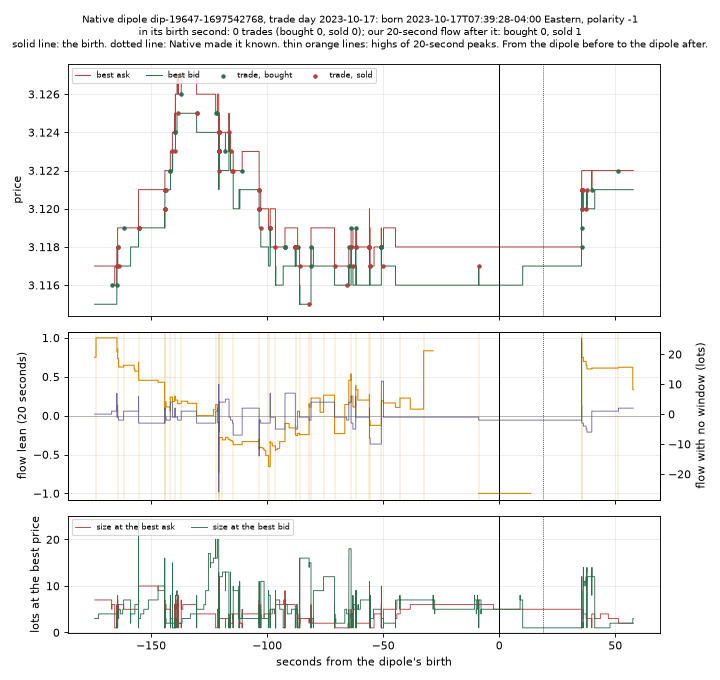 Native dipole dip-19647-1697542768, trade day 2023-10-17: born 2023-10-17T07:39:28-04:00 Eastern, polarity -1
in its birth second: 0 trades (bought 0, sold 0); our 20-second flow after it: bought 0, sold 1
solid line: the birth. dotted line: Native made it known. thin orange lines: highs of 20-second peaks. From the dipole before to the dipole after.
best ask best bid trade, bought trade, sold
3.126
3.124
3.122
3.120
3.118
3.116
price
1.0
0.5
0.0
−0.5
−1.0
flow lean (20 seconds)
20
10
0
−10
−20
flow with no window (lots)
size at the best ask size at the best bid
20
10
0
lots at the best price
−150 −100 −50 0 50
seconds from the dipole's birth